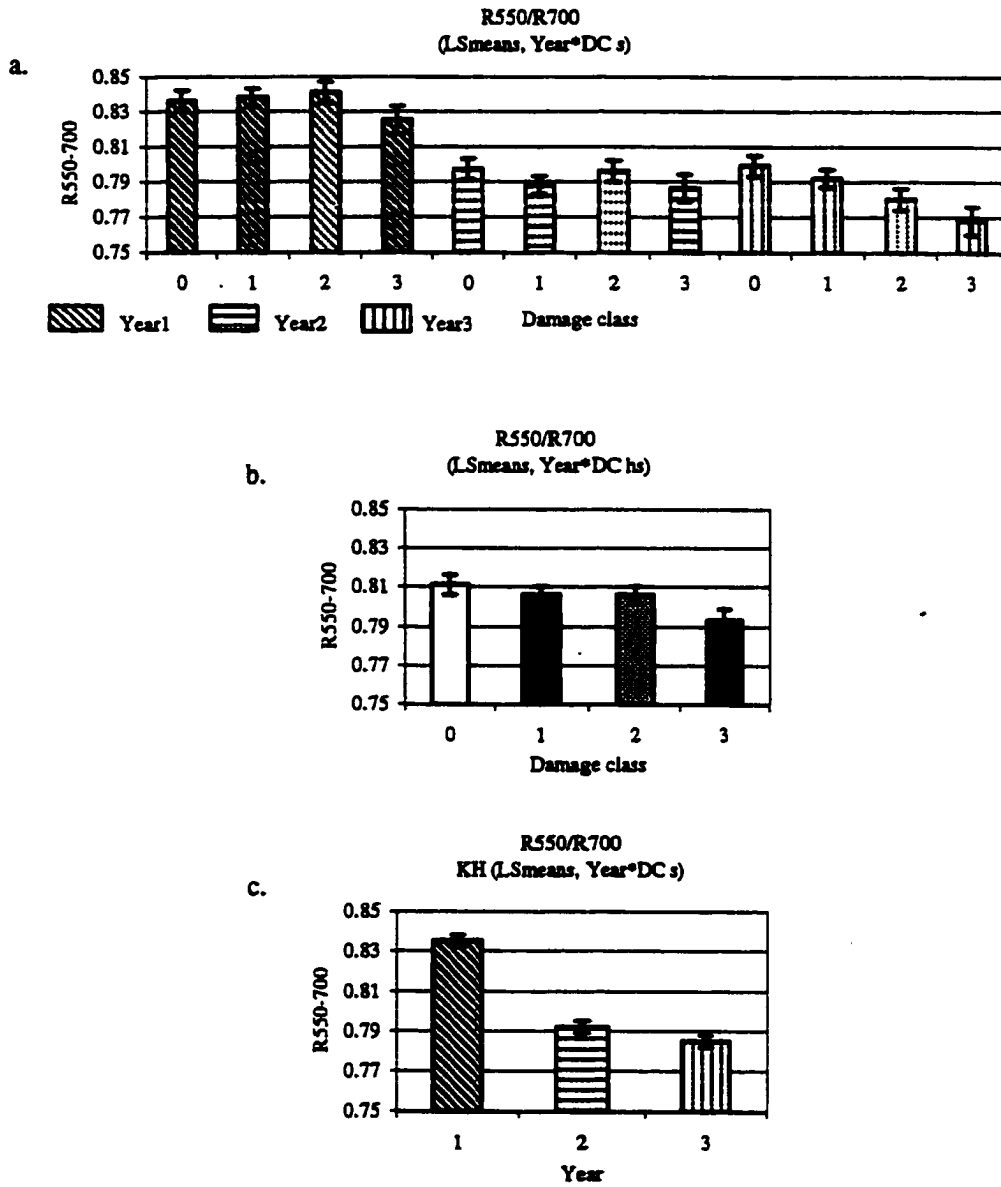 R550/R700
(LSmeans, Year*DC s)
a.
R550-700
0.85
0.83
0.81
0.79
0.77
0.75
0 1 2 3 0 1 2 3 0 1 2 3
Year1 Year2 Year3 Damage class
R550/R700
(LSmeans, Year*DC hs)
b.
R550-700
0.85
0.83
0.81
0.79
0.77
0.75
0 1 2 3
Damage class
R550/R700
KH (LSmeans, Year*DC s)
c.
R550-700
0.85
0.83
0.81
0.79
0.77
0.75
1 2 3
Year